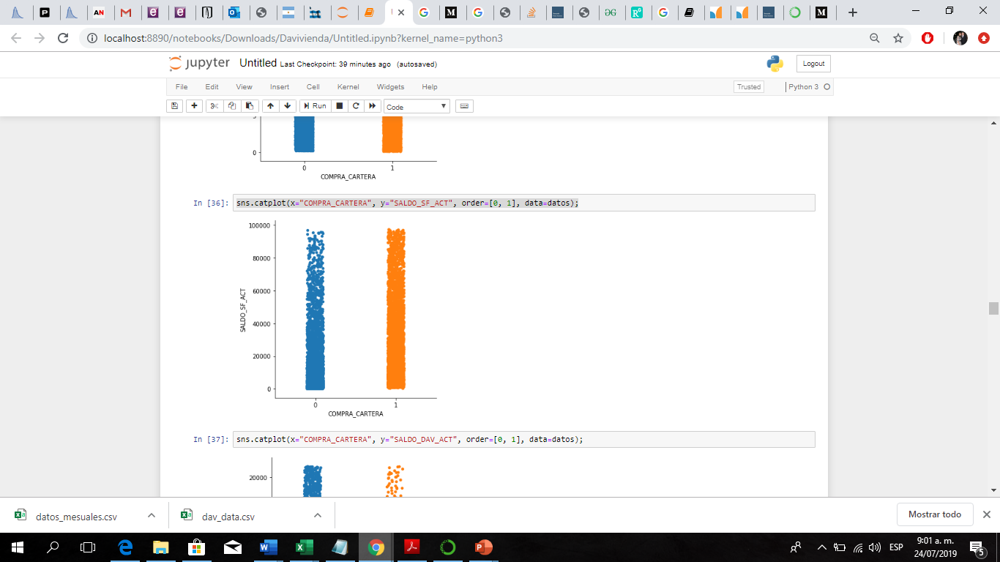 localhost:8890/notebooks/Downloads/Davivienda/Untitled.ipynb?kernel_name=python3
jupyter Untitled Last Checkpoint: 39 minutes ago (autosaved)
Logout
File Edit View Insert Cell Kernel Widgets Help
Trusted Python 3
Run Code
0
0 1
COMPRA_CARTERA
In [36]: sns.catplot(x="COMPRA_CARTERA", y="SALDO_SF_ACT", order=[0, 1], data=datos);
100000
80000
60000
40000
20000
0
SALDO_SF_ACT
0 1
COMPRA_CARTERA
In [37]: sns.catplot(x="COMPRA_CARTERA", y="SALDO_DAV_ACT", order=[0, 1], data=datos);
20000
datos_mesuales.csv dav_data.csv Mostrar todo
ESP 9:01 a. m.
24/07/2019
5